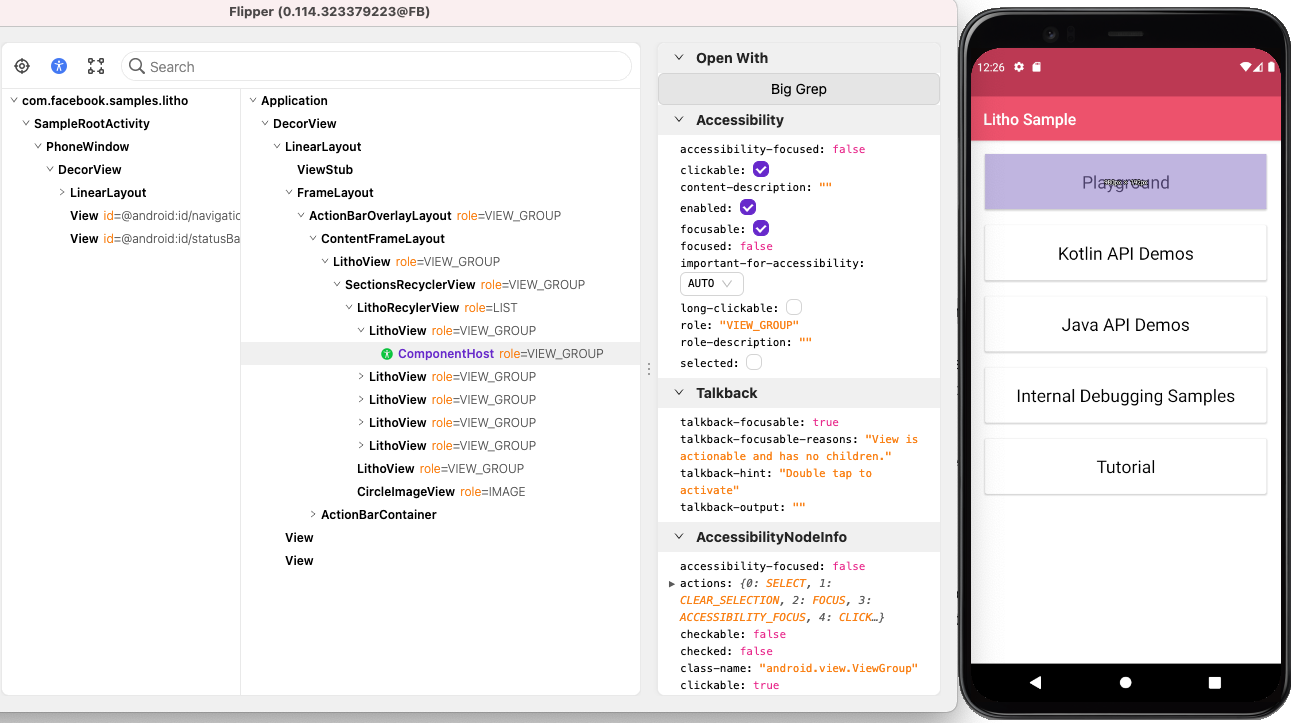 Flipper (0.114.323379223@FB)
Search
com.facebook.samples.litho
SampleRootActivity
PhoneWindow
DecorView
LinearLayout
View id=@android:id/navigatio
View id=@android:id/statusBa
Application
DecorView
LinearLayout
ViewStub
FrameLayout
ActionBarOverlayLayout role=VIEW_GROUP
ContentFrameLayout
LithoView role=VIEW_GROUP
SectionsRecyclerView role=VIEW_GROUP
LithoRecylerView role=LIST
LithoView role=VIEW_GROUP
ComponentHost role=VIEW_GROUP
LithoView role=VIEW_GROUP
LithoView role=VIEW_GROUP
LithoView role=VIEW_GROUP
LithoView role=VIEW_GROUP
LithoView role=VIEW_GROUP
CircleImageView role=IMAGE
ActionBarContainer
View
View
Open With
Big Grep
Accessibility
accessibility-focused: false
clickable:
content-description: ""
enabled:
focusable:
focused: false
important-for-accessibility:
AUTO
long-clickable:
role: "VIEW_GROUP"
role-description: ""
selected:
Talkback
talkback-focusable: true
talkback-focusable-reasons: "View is
actionable and has no children."
talkback-hint: "Double tap to
activate"
talkback-output: ""
AccessibilityNodeInfo
accessibility-focused: false
actions: {0: SELECT, 1:
CLEAR_SELECTION, 2: FOCUS, 3:
ACCESSIBILITY_FOCUS, 4: CLICK…}
checkable: false
checked: false
class-name: "android.view.ViewGroup"
clickable: true
12:26
Litho Sample
Playground
Kotlin API Demos
Java API Demos
Internal Debugging Samples
Tutorial